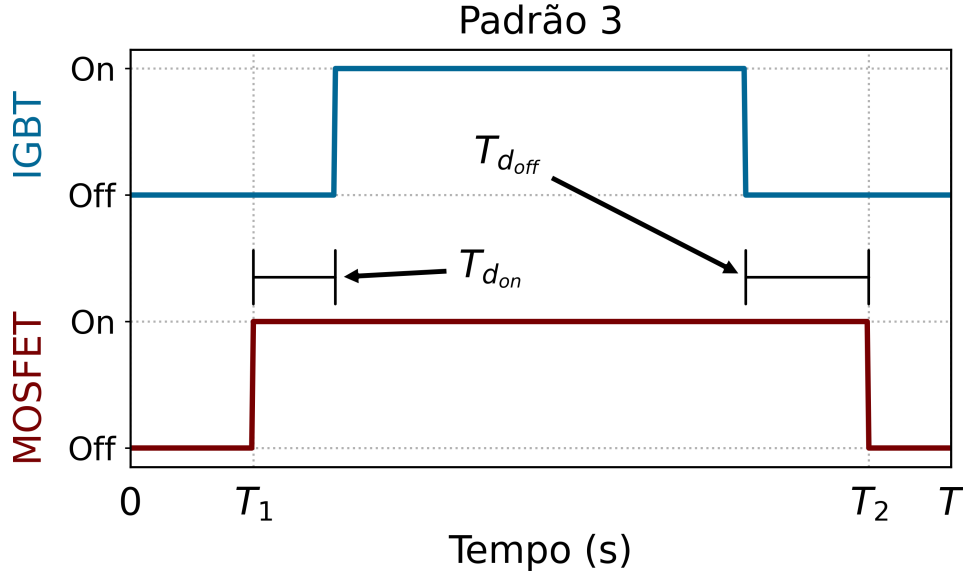 Padrão 3
IGBT
On
Off
T_{d_{off}}
T_{d_{on}}
MOSFET
On
Off
0 T_1 T_2 T
Tempo (s)